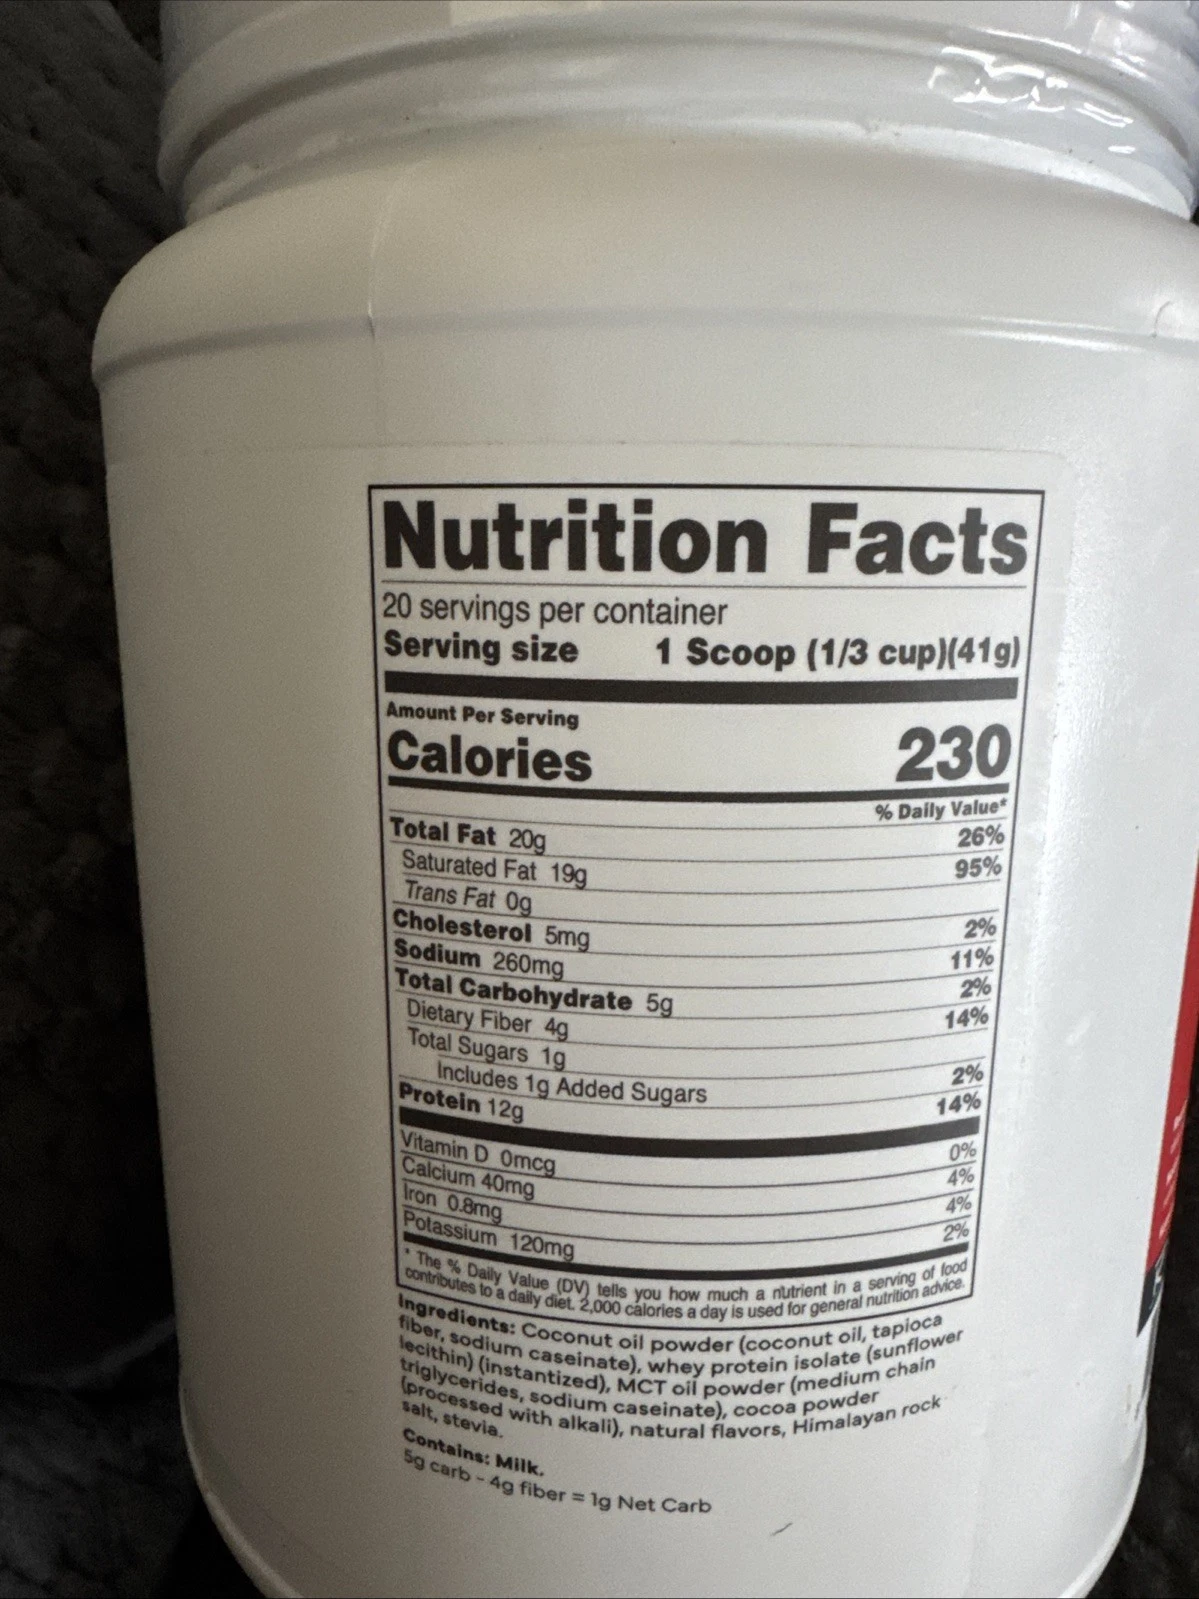 Nutrition Facts
20 servings per container
Serving size 1 Scoop (1/3 cup)(41g)
Amount Per Serving
Calories 230
% Daily Value*
Total Fat 20g 26%
Saturated Fat 19g 95%
Trans Fat 0g
Cholesterol 5mg 2%
Sodium 260mg 11%
Total Carbohydrate 5g 2%
Dietary Fiber 4g 14%
Total Sugars 1g
Includes 1g Added Sugars 2%
Protein 12g 14%
Vitamin D 0mcg 0%
Calcium 40mg 4%
Iron 0.8mg 4%
Potassium 120mg 2%
* The % Daily Value (DV) tells you how much a nutrient in a serving of food
contributes to a daily diet. 2,000 calories a day is used for general nutrition advice.
Ingredients: Coconut oil powder (coconut oil, tapioca
fiber, sodium caseinate), whey protein isolate (sunflower
lecithin) (instantized), MCT oil powder (medium chain
triglycerides, sodium caseinate), cocoa powder
(processed with alkali), natural flavors, Himalayan rock
salt, stevia.
Contains: Milk.
5g carb - 4g fiber = 1g Net Carb